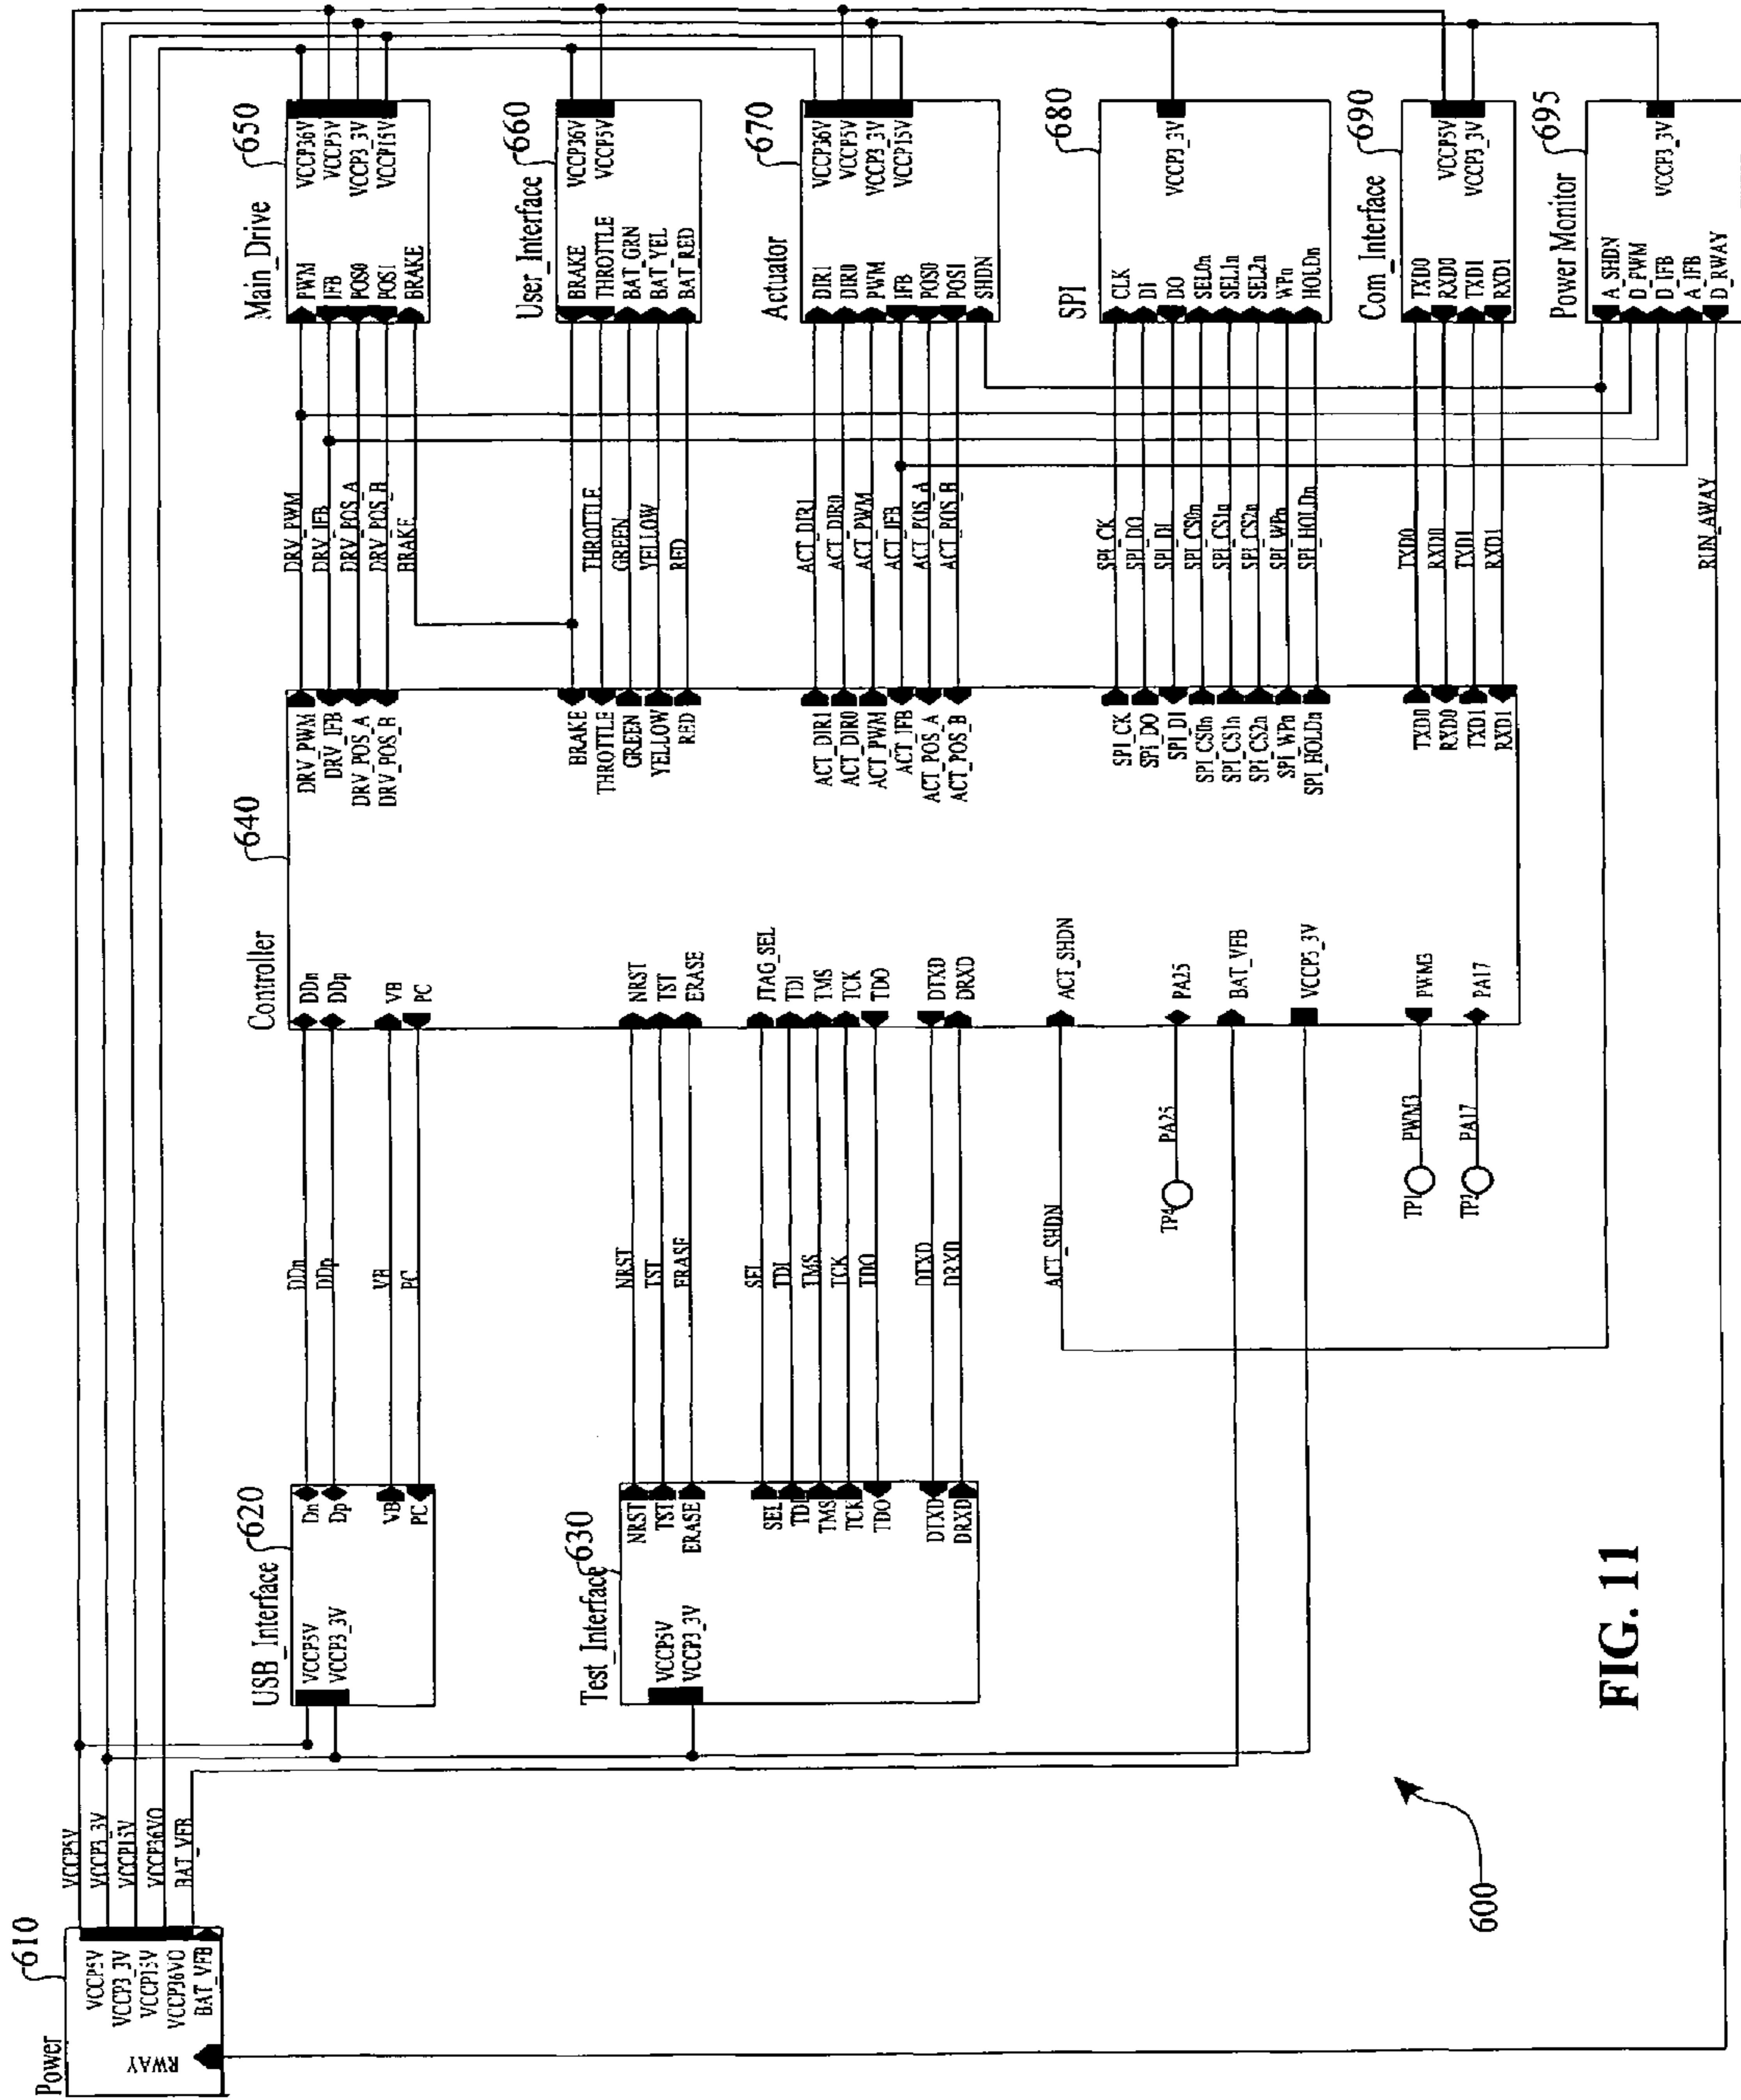 Power
610
RWAY
VCCP5V
VCCP3_3V
VCCP15V
VCCP36VO
BAT_VFB
VCCP5V
VCCP3_3V
VCCP15V
VCCP36VO
BAT_VFB
USB_Interface
620
VCCP5V
VCCP3_3V
Dn
Dp
VB
PC
DDn
DDp
VB
PC
Test_Interface
630
VCCP5V
VCCP3_3V
NRST
TST
ERASE
SEL
TDI
TMS
TCK
TDO
DTXD
DRXD
NRST
TST
ERASE
SEL
TDI
TMS
TCK
TDO
DTXD
DRXD
ACT_SHDN
TP4
PA25
TP1
PWM3
TP2
PA17
Controller
640
DDn
DDp
VB
PC
NRST
TST
ERASE
JTAG_SEL
TDI
TMS
TCK
TDO
DTXD
DRXD
ACT_SHDN
PA25
BAT_VFB
VCCP3_3V
PWM3
PA17
DRV_PWM
DRV_IFB
DRV_POS_A
DRV_POS_B
BRAKE
THROTTLE
GREEN
YELLOW
RED
ACT_DIR1
ACT_DIR0
ACT_PWM
ACT_IFB
ACT_POS_A
ACT_POS_B
SPI_CK
SPI_DO
SPI_DI
SPI_CS0n
SPI_CS1n
SPI_CS2n
SPI_WPn
SPI_HOLDn
TXD0
RXD0
TXD1
RXD1
DRV_PWM
DRV_IFB
DRV_POS_A
DRV_POS_B
BRAKE
THROTTLE
GREEN
YELLOW
RED
ACT_DIR1
ACT_DIR0
ACT_PWM
ACT_IFB
ACT_POS_A
ACT_POS_B
SPI_CK
SPI_DO
SPI_DI
SPI_CS0n
SPI_CS1n
SPI_CS2n
SPI_WPn
SPI_HOLDn
TXD0
RXD0
TXD1
RXD1
RUN_AWAY
Main_Drive
650
PWM
IFB
POS0
POS1
BRAKE
VCCP36V
VCCP5V
VCCP3_3V
VCCP15V
User_Interface
660
BRAKE
THROTTLE
BAT_GRN
BAT_YEL
BAT_RED
VCCP36V
VCCP5V
Actuator
670
DIR1
DIR0
PWM
IFB
POS0
POS1
SHDN
VCCP36V
VCCP5V
VCCP3_3V
VCCP15V
SPI
680
CLK
DI
DO
SEL0n
SEL1n
SEL2n
WPn
HOLDn
VCCP3_3V
Com_Interface
690
TXD0
RXD0
TXD1
RXD1
VCCP5V
VCCP3_3V
Power Monitor
695
A_SHDN
D_PWM
D_IFB
A_IFB
D_RWAY
VCCP3_3V
600
FIG. 11